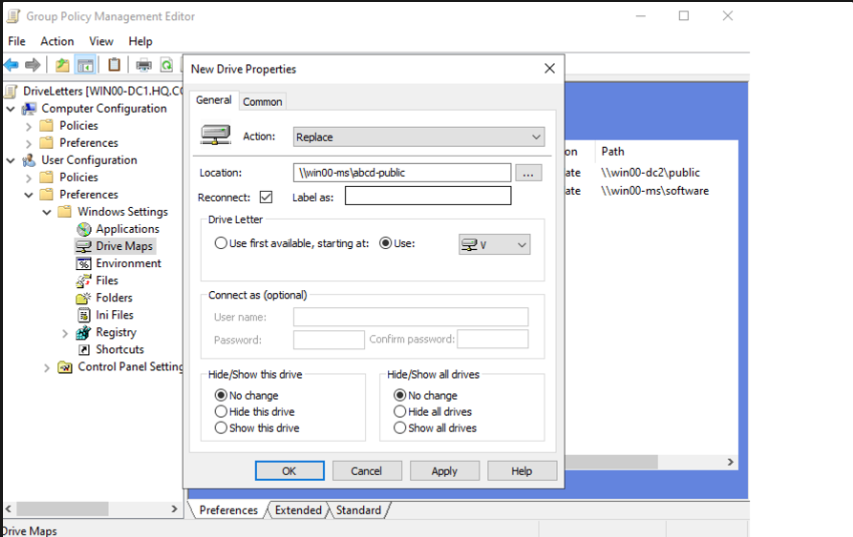 Group Policy Management Editor
File Action View Help
DriveLetters [WIN00-DC1.HQ.CO
Computer Configuration
Policies
Preferences
User Configuration
Policies
Preferences
Windows Settings
Applications
Drive Maps
Environment
Files
Folders
Ini Files
Registry
Shortcuts
Control Panel Setting
New Drive Properties
General Common
Action: Replace
Location: \\win00-ms\abcd-public ...
Reconnect: Label as:
Drive Letter
Use first available, starting at: Use: V
Connect as (optional)
User name:
Password: Confirm password:
Hide/Show this drive
No change
Hide this drive
Show this drive
Hide/Show all drives
No change
Hide all drives
Show all drives
OK Cancel Apply Help
on Path
ate \\win00-dc2\public
ate \\win00-ms\software
Preferences Extended Standard
Drive Maps